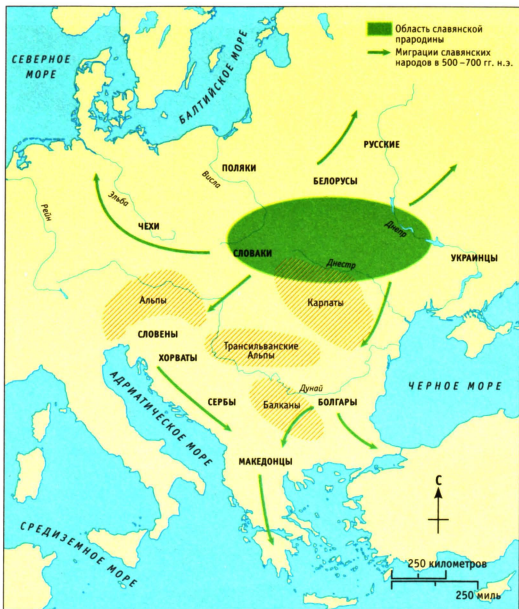 Область славянской
прародины
Миграции славянских
народов в 500 –700 гг. н.э.
СЕВЕРНОЕ
МОРЕ
БАЛТИЙСКОЕ МОРЕ
РУССКИЕ
ПОЛЯКИ
Висла
БЕЛОРУСЫ
Рейн
Эльба
ЧЕХИ
Днепр
СЛОВАКИ
Днестр
УКРАИНЦЫ
Альпы
Карпаты
СЛОВЕНЫ
Трансильванские
Альпы
ХОРВАТЫ
АДРИАТИЧЕСКОЕ МОРЕ
ЧЕРНОЕ МОРЕ
Дунай
СЕРБЫ
Балканы
БОЛГАРЫ
МАКЕДОНЦЫ
С
СРЕДИЗЕМНОЕ МОРЕ
250 километров
250 миль